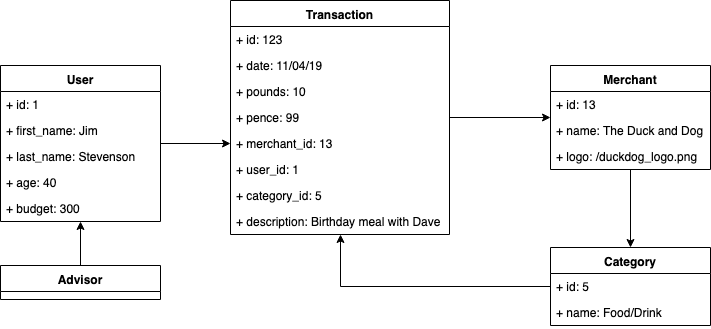 User
+ id: 1
+ first_name: Jim
+ last_name: Stevenson
+ age: 40
+ budget: 300
Advisor
Transaction
+ id: 123
+ date: 11/04/19
+ pounds: 10
+ pence: 99
+ merchant_id: 13
+ user_id: 1
+ category_id: 5
+ description: Birthday meal with Dave
Merchant
+ id: 13
+ name: The Duck and Dog
+ logo: /duckdog_logo.png
Category
+ id: 5
+ name: Food/Drink